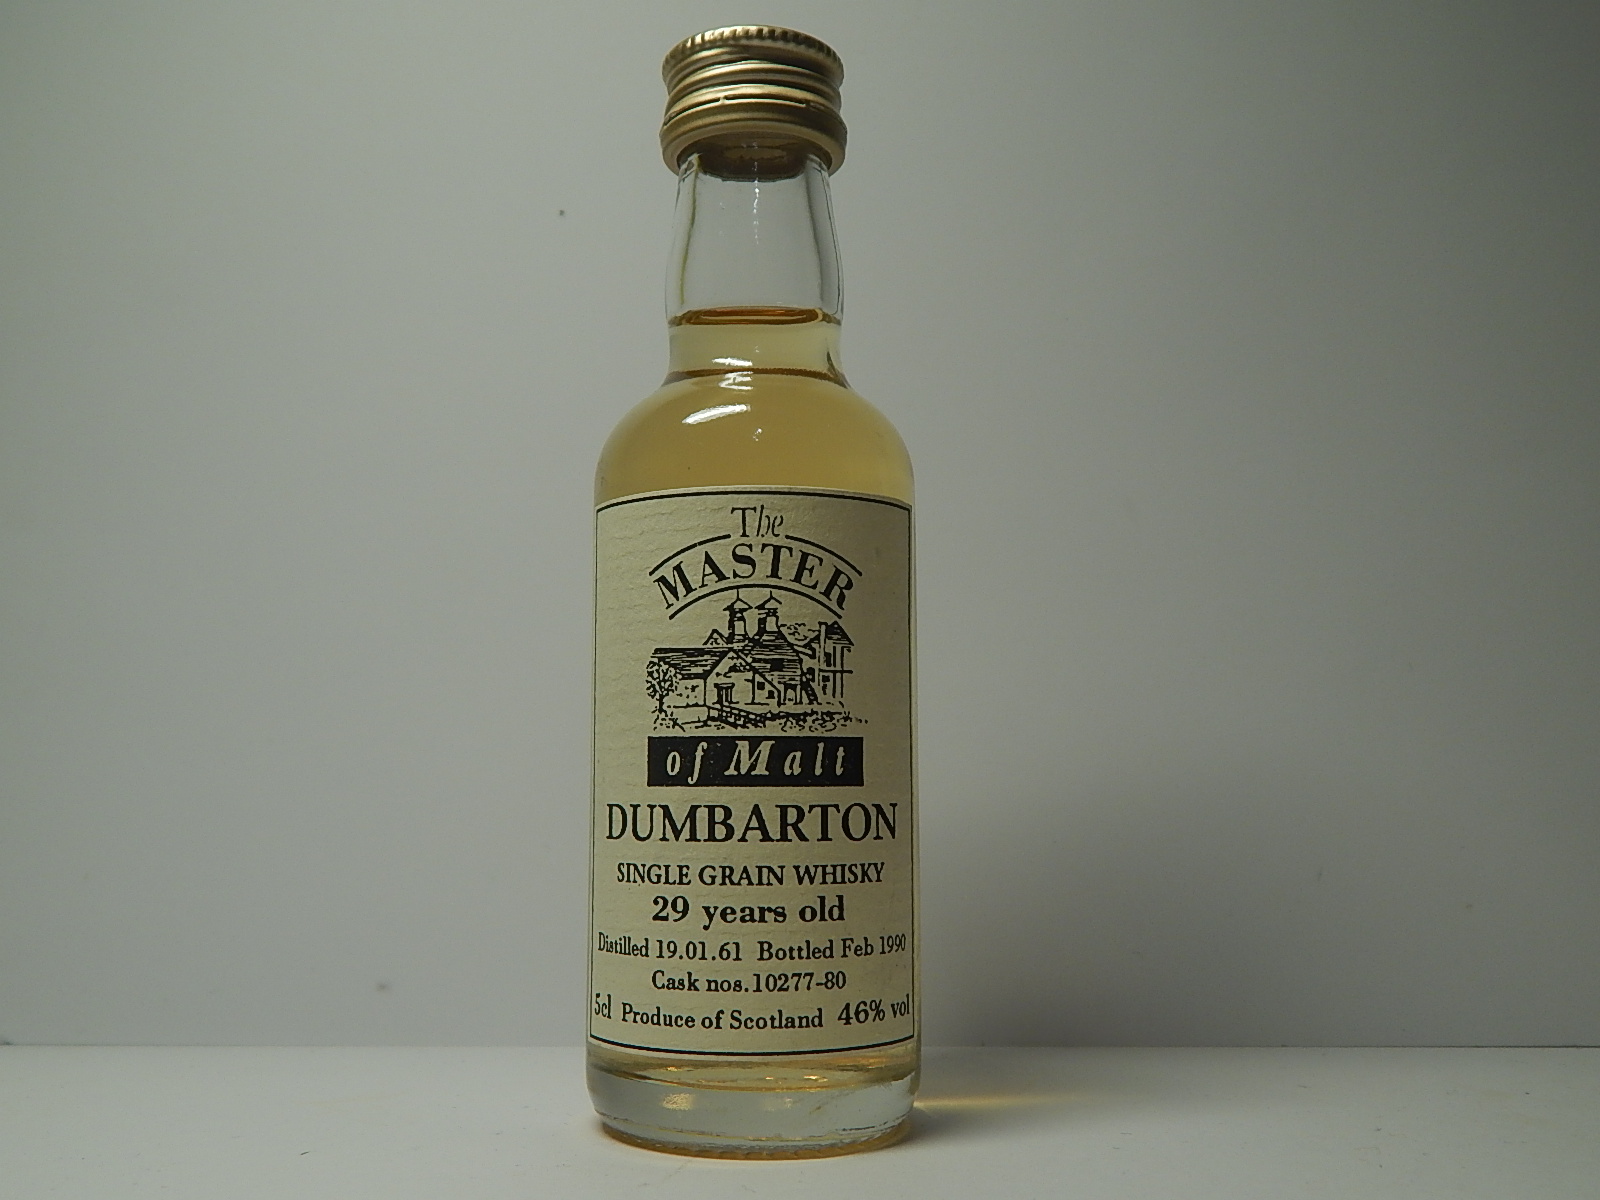 The
MASTER
of Malt
DUMBARTON
SINGLE GRAIN WHISKY
29 years old
Distilled 19.01.61 Bottled Feb 1990
Cask nos.10277-80
5cl Produce of Scotland 46% vol